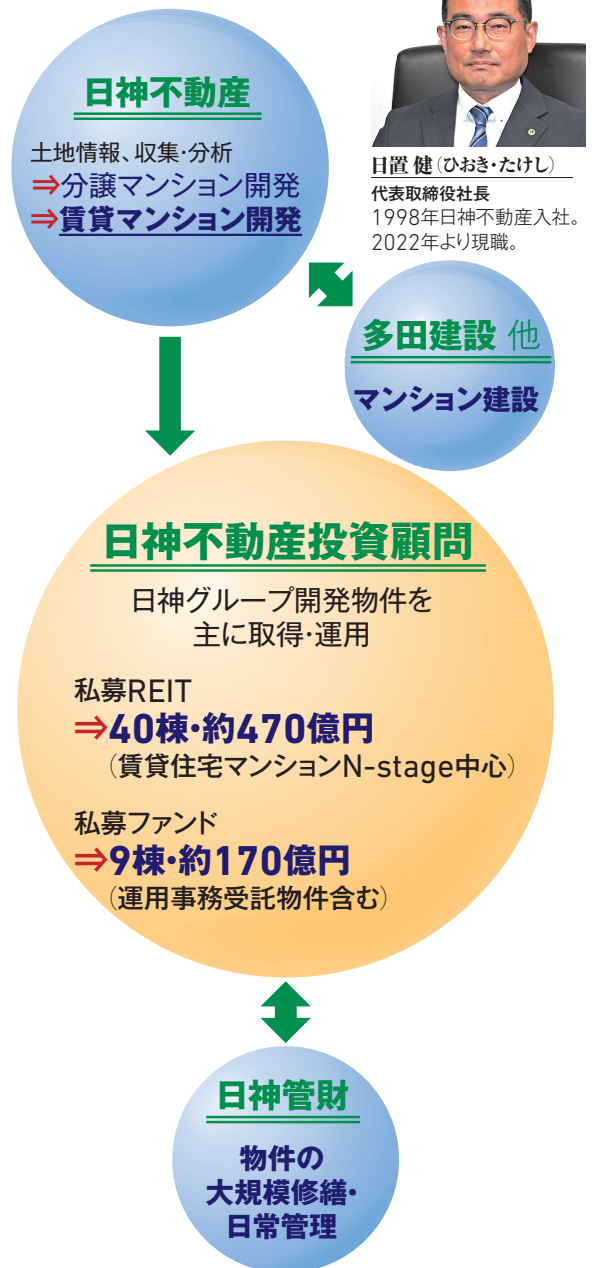 日神不動産
土地情報、収集・分析
⇒分譲マンション開発
⇒賃貸マンション開発
日置 健（ひおき・たけし）
代表取締役社長
1998年日神不動産入社。
2022年より現職。
多田建設 他
マンション建設
日神不動産投資顧問
日神グループ開発物件を
主に取得・運用
私募REIT
⇒40棟・約470億円
（賃貸住宅マンションN-stage中心）
私募ファンド
⇒9棟・約170億円
（運用事務受託物件含む）
日神管財
物件の
大規模修繕・
日常管理